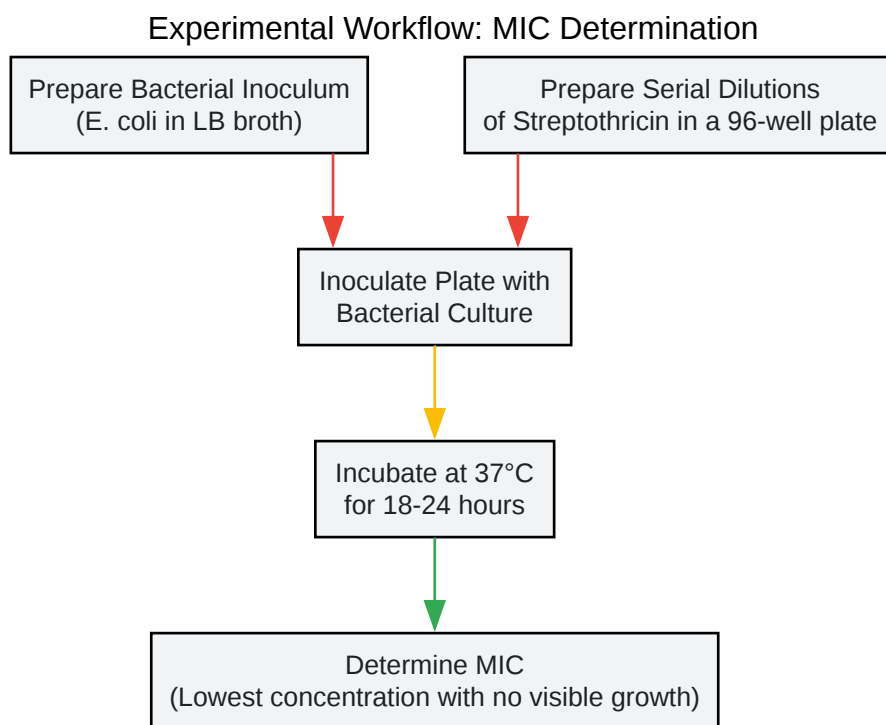 Experimental Workflow: MIC Determination
Prepare Bacterial Inoculum
(E. coli in LB broth)
Prepare Serial Dilutions
of Streptothricin in a 96-well plate
Inoculate Plate with
Bacterial Culture
Incubate at 37°C
for 18-24 hours
Determine MIC
(Lowest concentration with no visible growth)